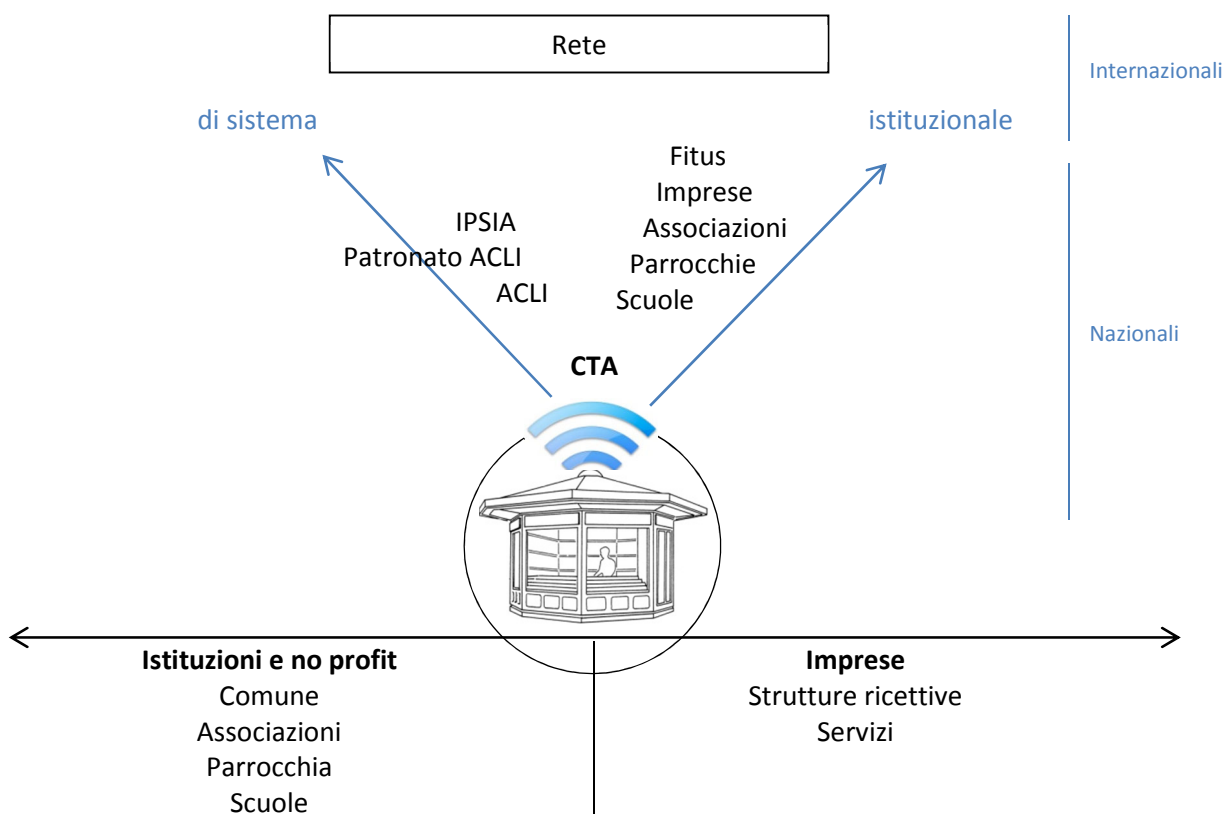 Rete
Internazionali
di sistema
istituzionale
Fitus
Imprese
IPSIA
Associazioni
Patronato ACLI
Parrocchie
ACLI
Scuole
Nazionali
CTA
Istituzioni e no profit
Comune
Associazioni
Parrocchia
Scuole
Imprese
Strutture ricettive
Servizi